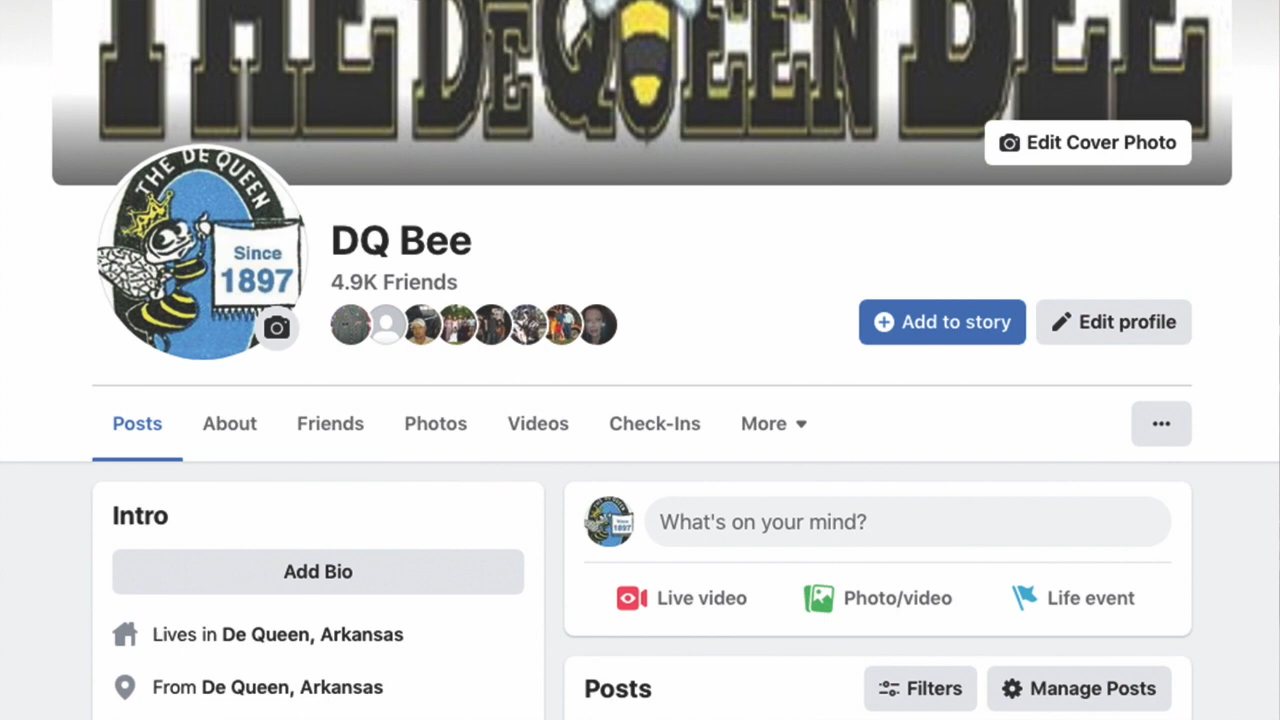 THE DEQUEEN BEE
Edit Cover Photo
THE DE QUEEN
Since
1897
DQ Bee
4.9K Friends
Add to story
Edit profile
Posts
About
Friends
Photos
Videos
Check-Ins
More
Intro
Add Bio
Lives in De Queen, Arkansas
From De Queen, Arkansas
Since
1897
What's on your mind?
Live video
Photo/video
Life event
Posts
Filters
Manage Posts